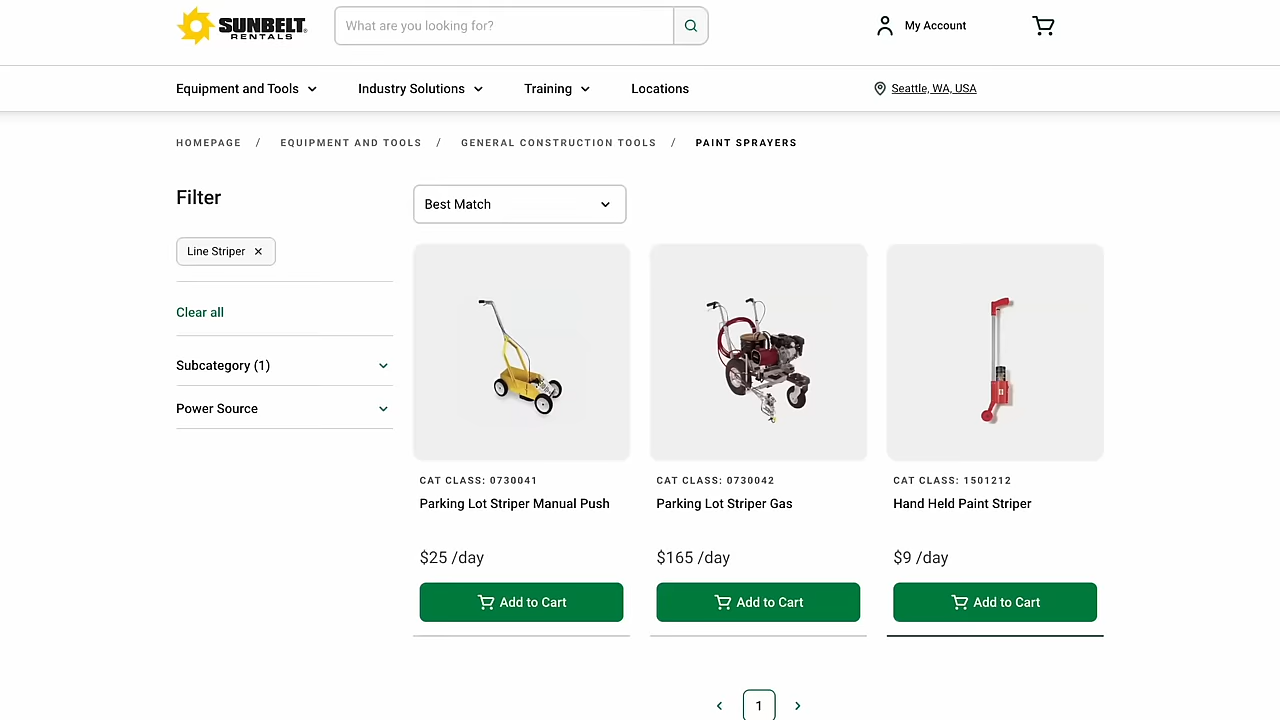 SUNBELT
RENTALS
What are you looking for?
My Account
Equipment and Tools
Industry Solutions
Training
Locations
Seattle, WA, USA
HOMEPAGE / EQUIPMENT AND TOOLS / GENERAL CONSTRUCTION TOOLS / PAINT SPRAYERS
Filter
Best Match
Line Striper ×
Clear all
Subcategory (1)
Power Source
CAT CLASS: 0730041
Parking Lot Striper Manual Push
$25 /day
Add to Cart
CAT CLASS: 0730042
Parking Lot Striper Gas
$165 /day
Add to Cart
CAT CLASS: 1501212
Hand Held Paint Striper
$9 /day
Add to Cart
1